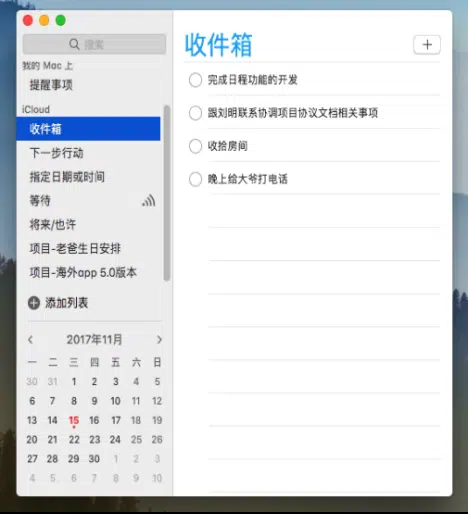 搜索
我的 Mac 上
提醒事项
iCloud
收件箱
下一步行动
指定日期或时间
等待
将来/也许
项目-老爸生日安排
项目-海外app 5.0版本
添加列表
2017年11月
一 二 三 四 五 六 日
30 31 1 2 3 4 5
6 7 8 9 10 11 12
13 14 15 16 17 18 19
20 21 22 23 24 25 26
27 28 29 30 1 2 3
4 5 6 7 8 9 10
收件箱
完成日程功能的开发
跟刘明联系协调项目协议文档相关事项
收拾房间
晚上给大爷打电话